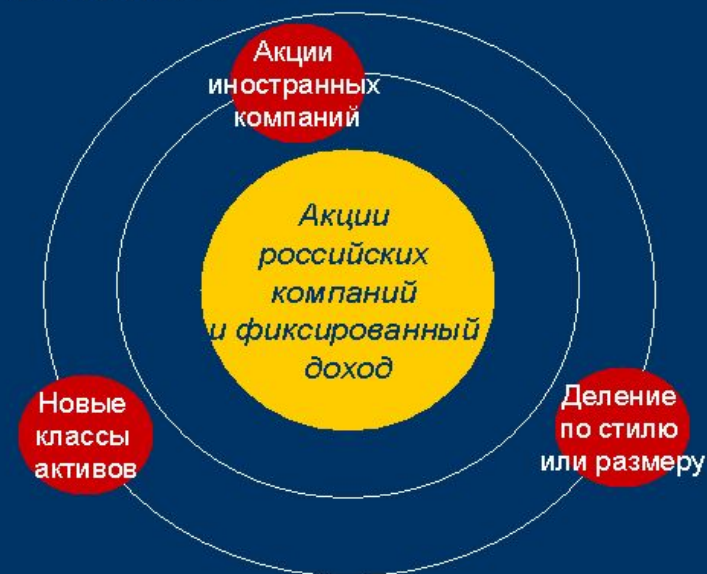 Акции
иностранных
компаний
Акции
российских
компаний
и фиксированный
доход
Новые
классы
активов
Деление
по стилю
или размеру